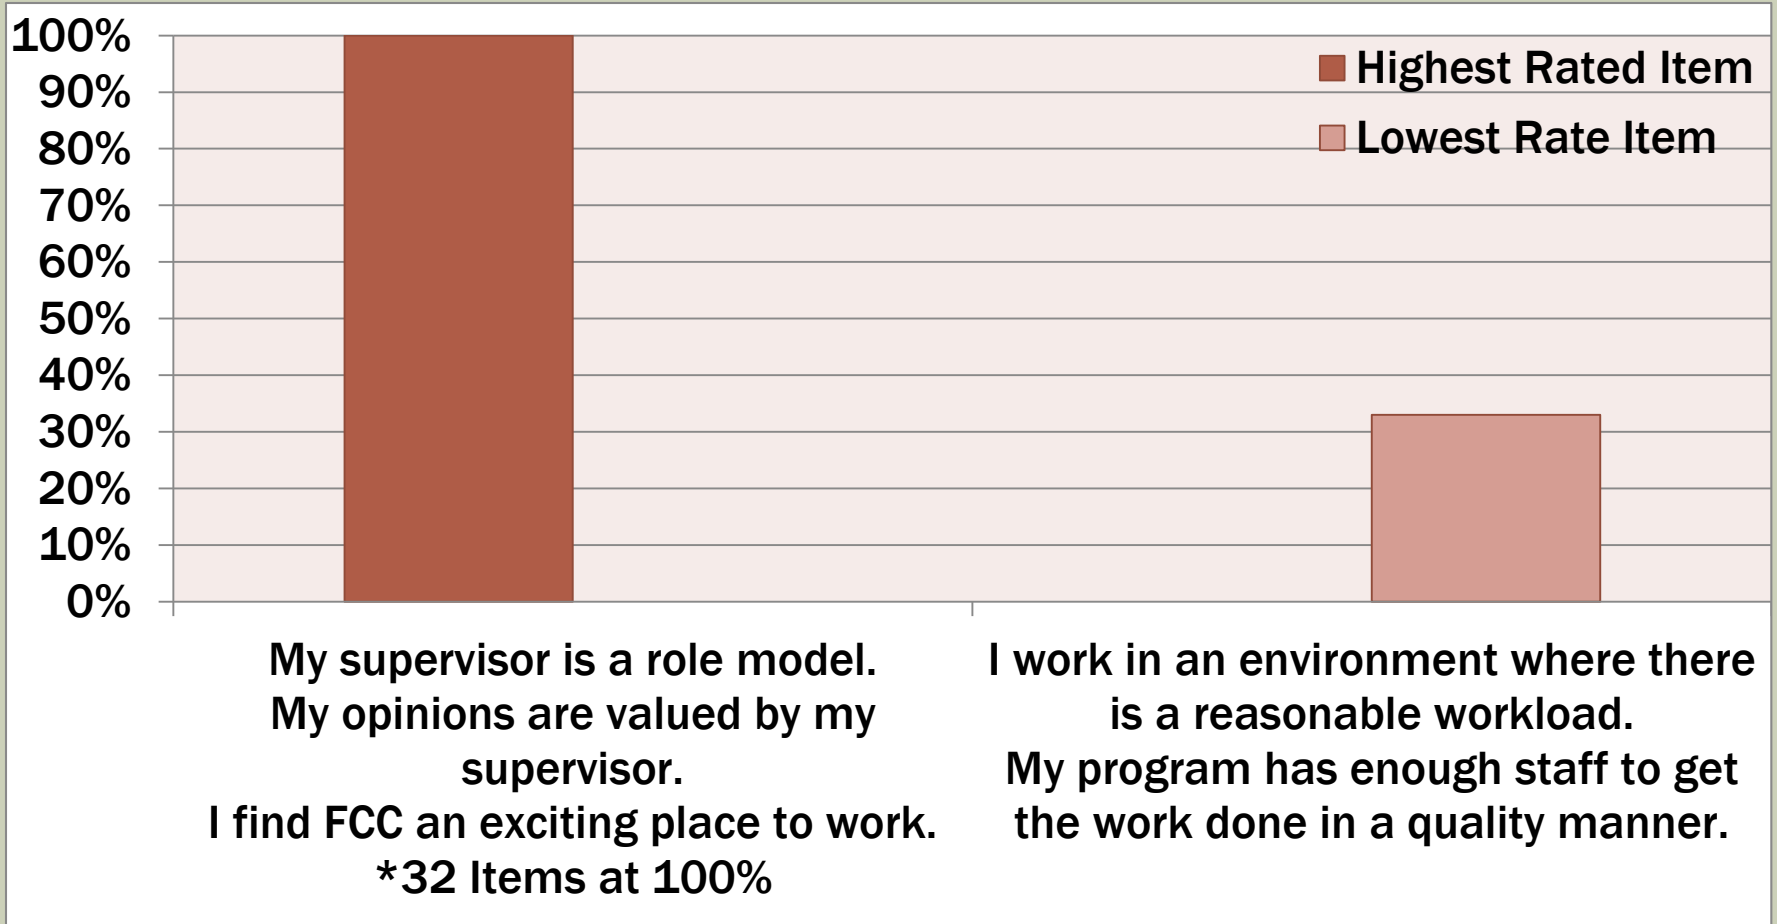 100%
90%
80%
70%
60%
50%
40%
30%
20%
10%
0%
Highest Rated Item
Lowest Rate Item
My supervisor is a role model.
My opinions are valued by my
supervisor.
I find FCC an exciting place to work.
*32 Items at 100%
I work in an environment where there
is a reasonable workload.
My program has enough staff to get
the work done in a quality manner.